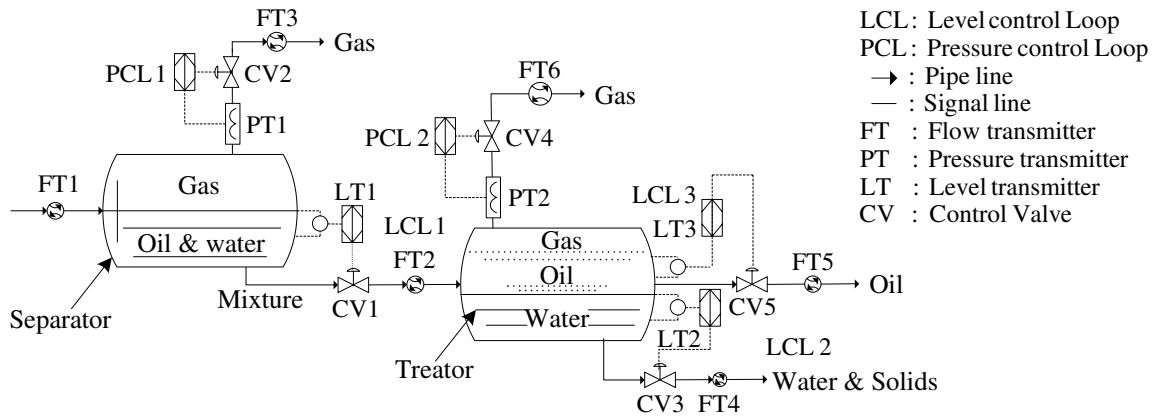 FT3
Gas
PCL 1
CV2
PT1
FT6
Gas
PCL 2
CV4
PT2
FT1
Gas
Oil & water
LT1
LCL 1
FT2
CV1
Mixture
Separator
Gas
Oil
Water
LCL 3
LT3
FT5
CV5
Oil
LT2
Treator
LCL 2
Water & Solids
CV3
FT4
LCL : Level control Loop
PCL : Pressure control Loop
: Pipe line
: Signal line
FT : Flow transmitter
PT : Pressure transmitter
LT : Level transmitter
CV : Control Valve